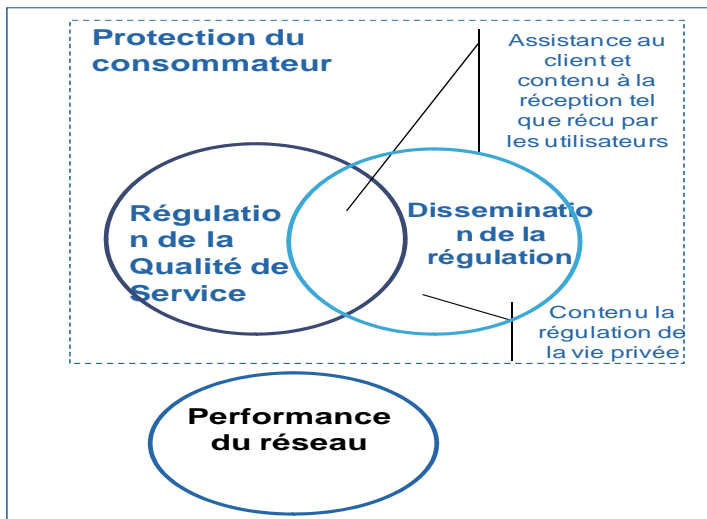 Protection du
consommateur
Assistance au
client et
contenu à la
réception tel
que récu par
les utilisateurs
Régulatio
n de la
Qualité de
Service
Disseminatio
n de la
régulation
Contenu la
régulation de
la vie privée
Performance
du réseau